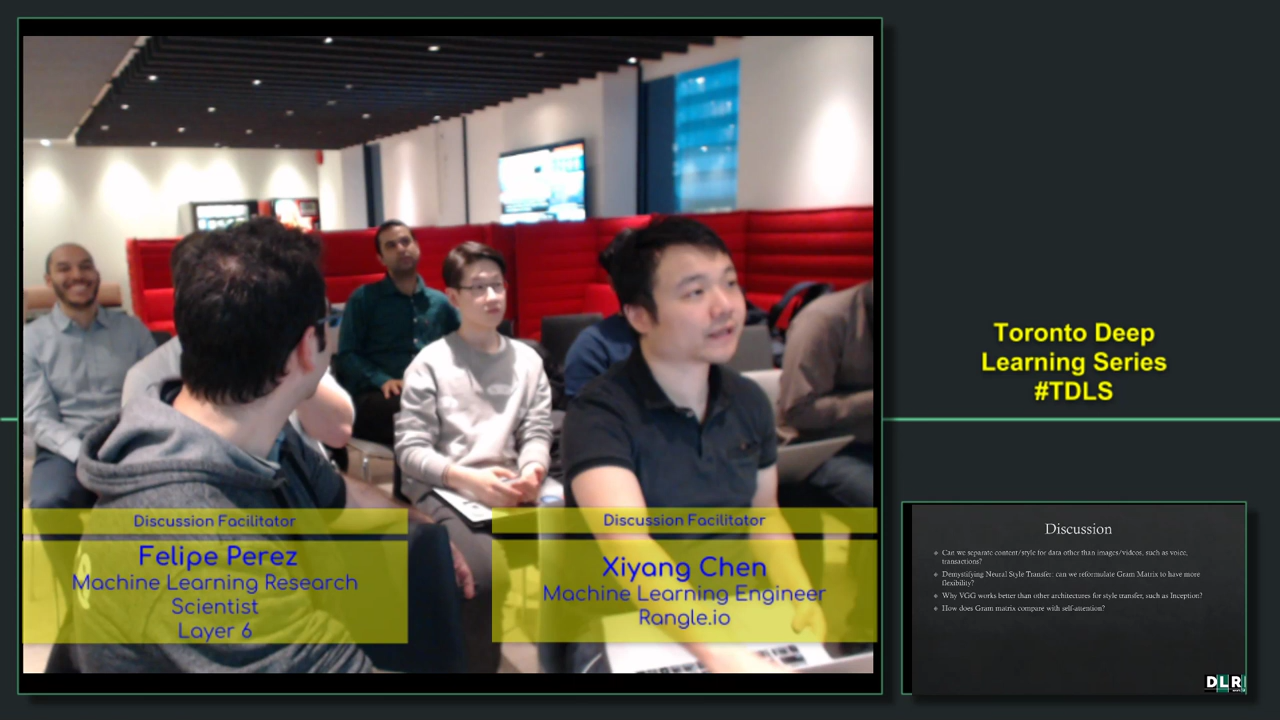 Discussion Facilitator
Felipe Perez
Machine Learning Research
Scientist
Layer 6
Discussion Facilitator
Xiyang Chen
Machine Learning Engineer
Rangle.io
Toronto Deep
Learning Series
#TDLS
Discussion
Can we separate content/style for data other than images/videos, such as voice,
transactions?
Demystifying Neural Style Transfer: can we reformulate Gram Matrix to have more
flexibility?
Why VGG works better than other architectures for style transfer, such as Inception?
How does Gram matrix compare with self-attention?
DLR